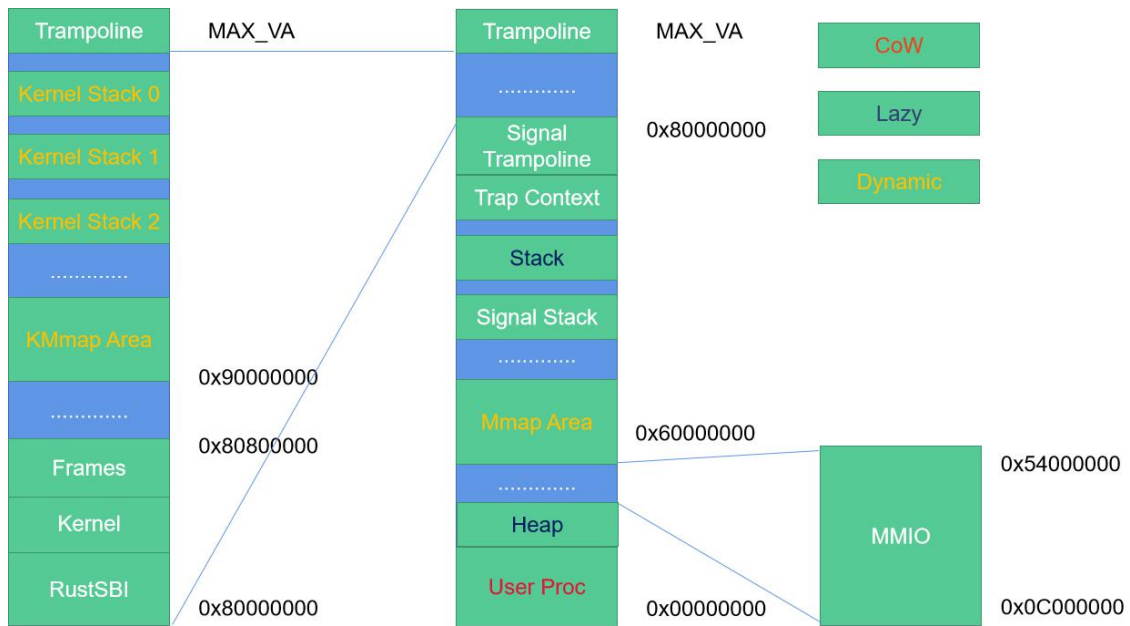 Trampoline
MAX_VA
Kernel Stack 0
Kernel Stack 1
Kernel Stack 2
.............
KMmap Area
0x90000000
.............
0x80800000
Frames
Kernel
RustSBI
0x80000000
Trampoline
MAX_VA
.............
0x80000000
Signal
Trampoline
Trap Context
Stack
Signal Stack
.............
Mmap Area
0x60000000
.............
Heap
User Proc
0x00000000
CoW
Lazy
Dynamic
0x54000000
MMIO
0x0C000000